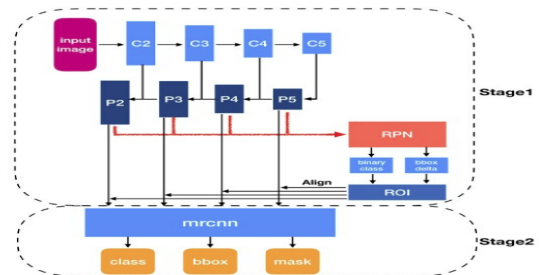 input
image
C2
C3
C4
C5
P2
P3
P4
P5
Stage1
RPN
binary
class
bbox
delta
Align
ROI
mrcnn
Stage2
class
bbox
mask